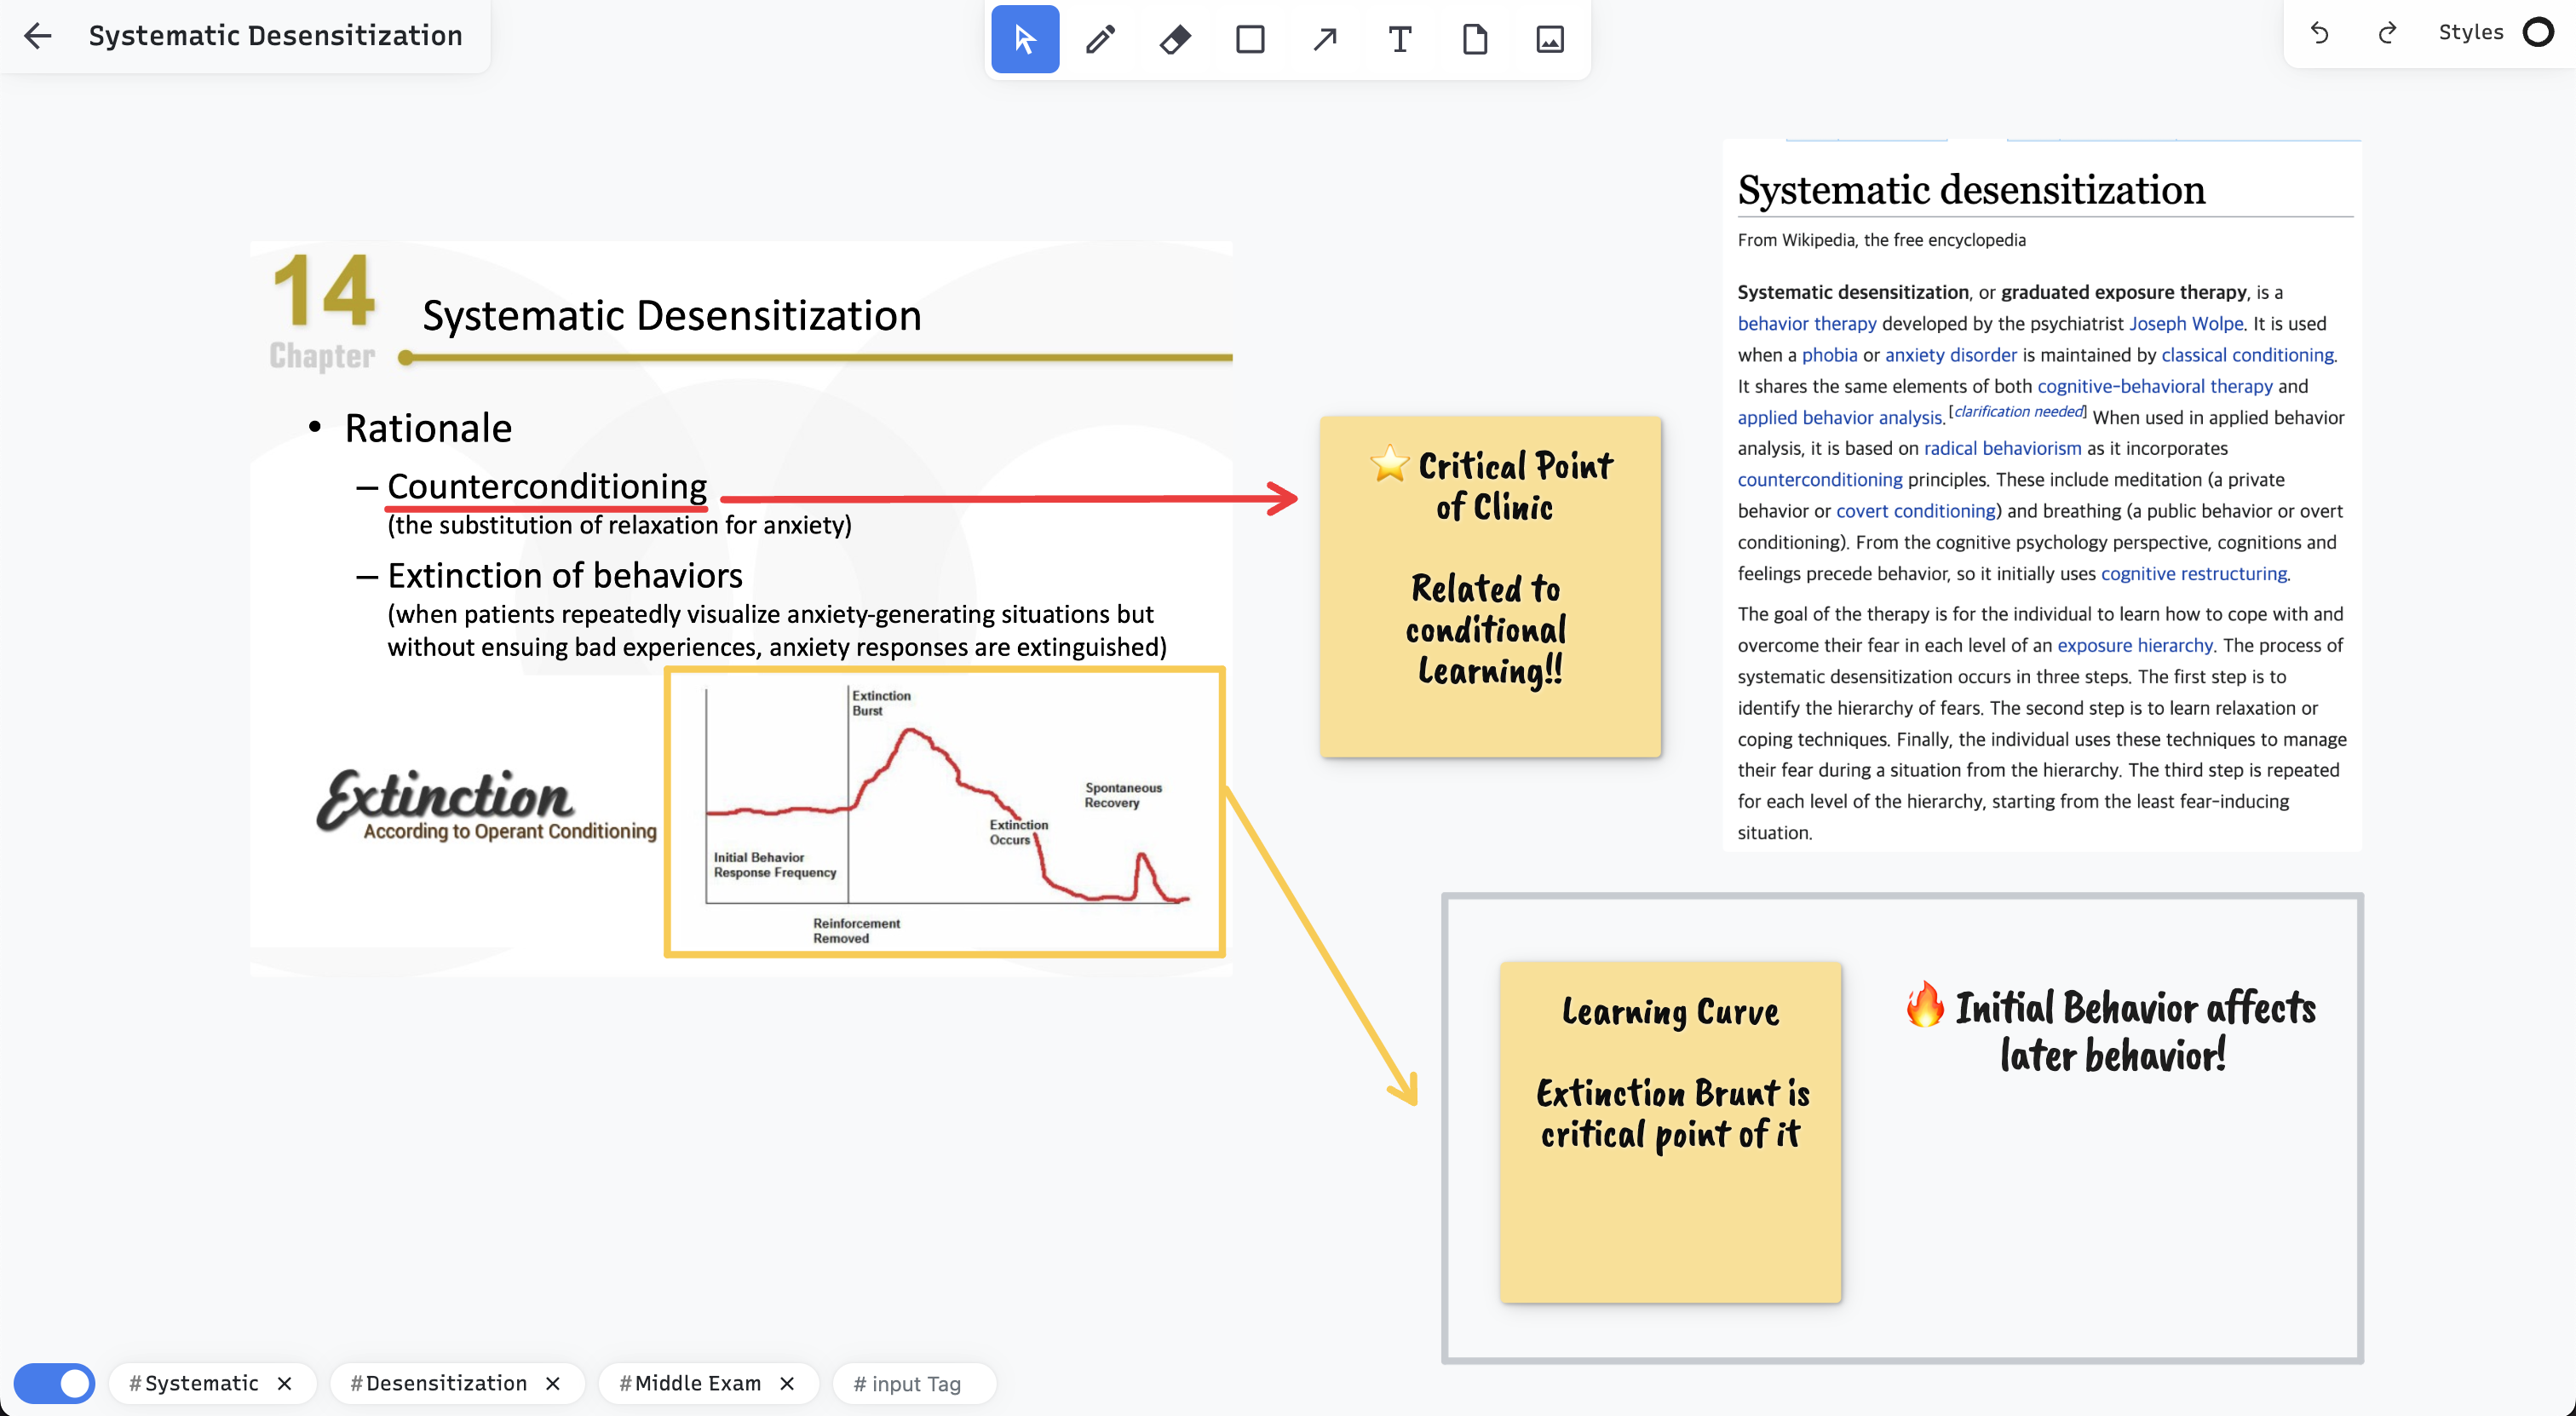 Systematic Desensitization
T
Styles
14
Chapter
Systematic Desensitization
• Rationale
– Counterconditioning
(the substitution of relaxation for anxiety)
– Extinction of behaviors
(when patients repeatedly visualize anxiety-generating situations but
without ensuing bad experiences, anxiety responses are extinguished)
Extinction
According to Operant Conditioning
Extinction
Burst
Spontaneous
Recovery
Extinction
Occurs
Initial Behavior
Response Frequency
Reinforcement
Removed
⭐ Critical Point
of Clinic
Related to
conditional
Learning!!
Systematic desensitization
From Wikipedia, the free encyclopedia
Systematic desensitization, or graduated exposure therapy, is a
behavior therapy developed by the psychiatrist Joseph Wolpe. It is used
when a phobia or anxiety disorder is maintained by classical conditioning.
It shares the same elements of both cognitive-behavioral therapy and
applied behavior analysis.[clarification needed] When used in applied behavior
analysis, it is based on radical behaviorism as it incorporates
counterconditioning principles. These include meditation (a private
behavior or covert conditioning) and breathing (a public behavior or overt
conditioning). From the cognitive psychology perspective, cognitions and
feelings precede behavior, so it initially uses cognitive restructuring.
The goal of the therapy is for the individual to learn how to cope with and
overcome their fear in each level of an exposure hierarchy. The process of
systematic desensitization occurs in three steps. The first step is to
identify the hierarchy of fears. The second step is to learn relaxation or
coping techniques. Finally, the individual uses these techniques to manage
their fear during a situation from the hierarchy. The third step is repeated
for each level of the hierarchy, starting from the least fear-inducing
situation.
Learning Curve
Extinction Brunt is
critical point of it
🔥 Initial Behavior affects
later behavior!
#Systematic ×
#Desensitization ×
#Middle Exam ×
# input Tag